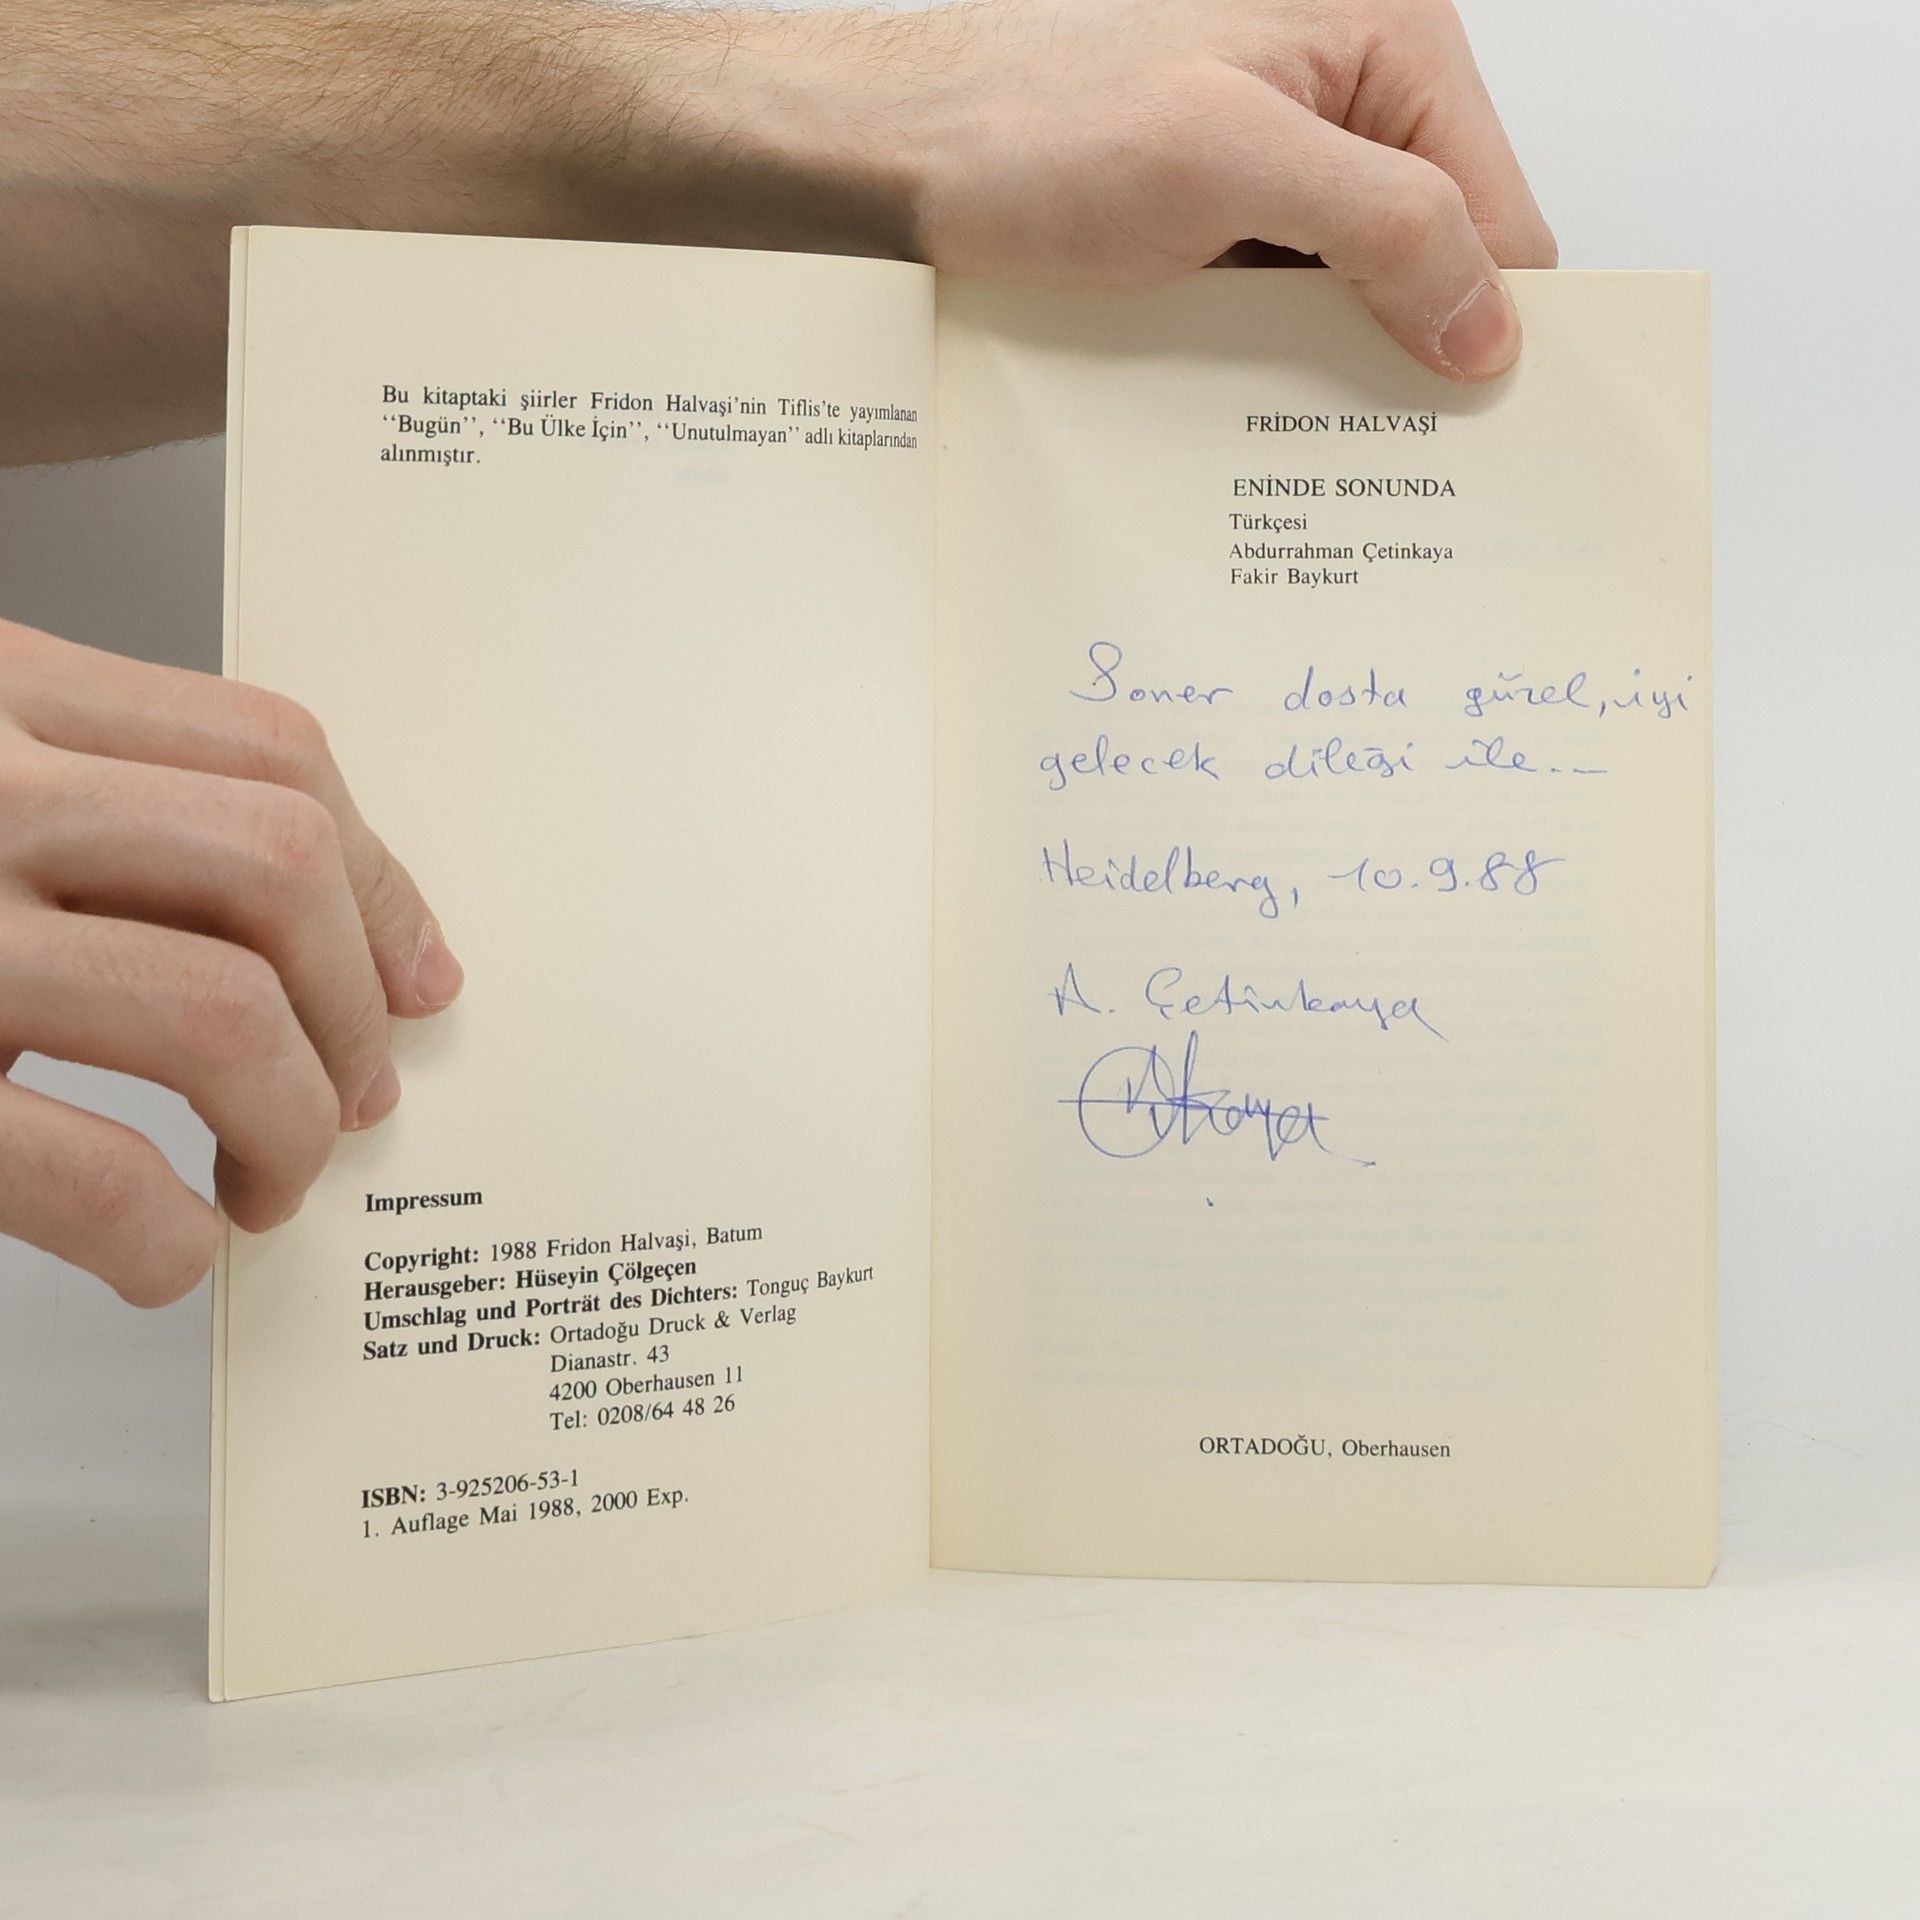 Bu kitaptaki şiirler Fridon Halvaşi’nin Tiflis’te yayımlanan
‘‘Bugün’’, ‘‘Bu Ülke İçin’’, ‘‘Unutulmayan’’ adlı kitaplarından
alınmıştır.
Impressum
Copyright: 1988 Fridon Halvaşi, Batum
Herausgeber: Hüseyin Çölgeçen
Umschlag und Porträt des Dichters: Tonguç Baykurt
Satz und Druck: Ortadoğu Druck & Verlag
Dianastr. 43
4200 Oberhausen 11
Tel: 0208/64 48 26
ISBN: 3-925206-53-1
1. Auflage Mai 1988, 2000 Exp.
FRİDON HALVAŞİ
ENİNDE SONUNDA
Türkçesi
Abdurrahman Çetinkaya
Fakir Baykurt
Soner dosta güzel, iyi
gelecek dileği ile...
Heidelberg, 10.9.88
A. Çetinkaya
ORTADOĞU, Oberhausen